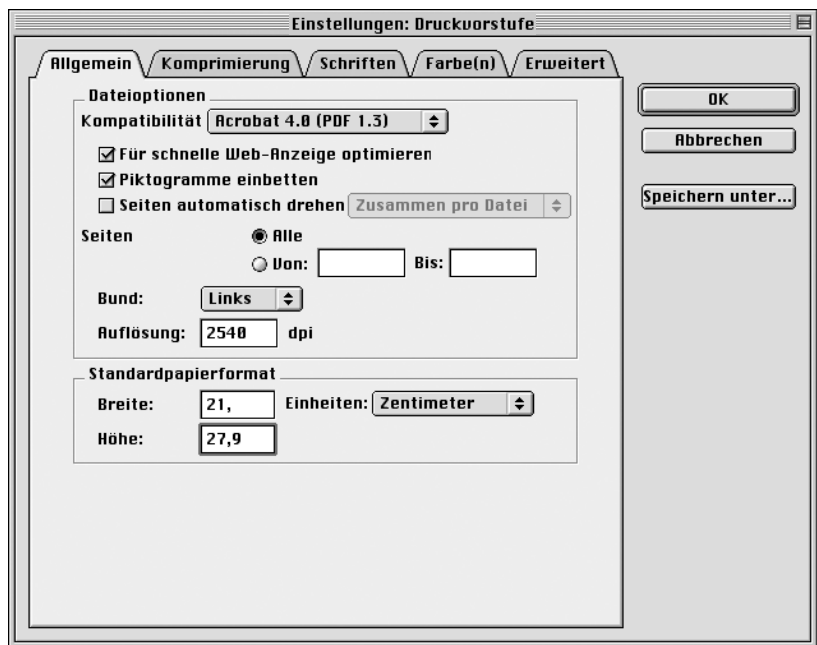 Einstellungen: Druckvorstufe
Allgemein Komprimierung Schriften Farbe(n) Erweitert
Dateioptionen
Kompatibilität Acrobat 4.0 (PDF 1.3)
Für schnelle Web-Anzeige optimieren
Piktogramme einbetten
Seiten automatisch drehen Zusammen pro Datei
Seiten Alle
Von: Bis:
Bund: Links
Auflösung: 2540 dpi
Standardpapierformat
Breite: 21, Einheiten: Zentimeter
Höhe: 27,9
OK
Abbrechen
Speichern unter...